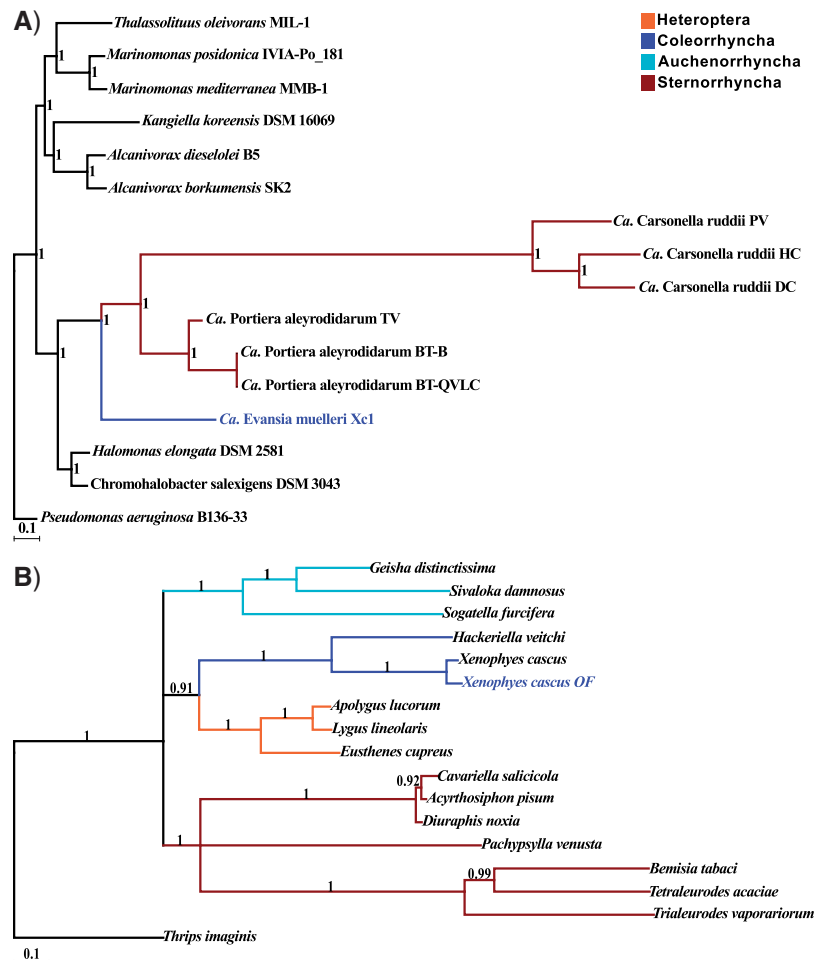 A)
Heteroptera
Coleorrhyncha
Auchenorrhyncha
Sternorrhyncha
Thalassolituus oleivorans MIL-1
1
Marinomonas posidonica IVIA-Po_181
1
Marinomonas mediterranea MMB-1
1
Kangiella koreensis DSM 16069
1
Alcanivorax dieselolei B5
1
Alcanivorax borkumensis SK2
Ca. Carsonella ruddii PV
1
1
Ca. Carsonella ruddii HC
1
Ca. Carsonella ruddii DC
1
Ca. Portiera aleyrodidarum TV
1
1
1
Ca. Portiera aleyrodidarum BT-B
Ca. Portiera aleyrodidarum BT-QVLC
Ca. Evansia muelleri Xc1
Halomonas elongata DSM 2581
1
Chromohalobacter salexigens DSM 3043
Pseudomonas aeruginosa B136-33
0.1
B)
Geisha distinctissima
1
1
Sivaloka damnosus
Sogatella furcifera
Hackeriella veitchi
1
Xenophyes cascus
1
Xenophyes cascus OF
0.91
Apolygus lucorum
1
1
Lygus lineolaris
1
Eusthenes cupreus
Cavariella salicicola
0.92
1
Acyrthosiphon pisum
Diuraphis noxia
1
Pachypsylla venusta
Bemisia tabaci
0.99
1
Tetraleurodes acaciae
Trialeurodes vaporariorum
Thrips imaginis
0.1